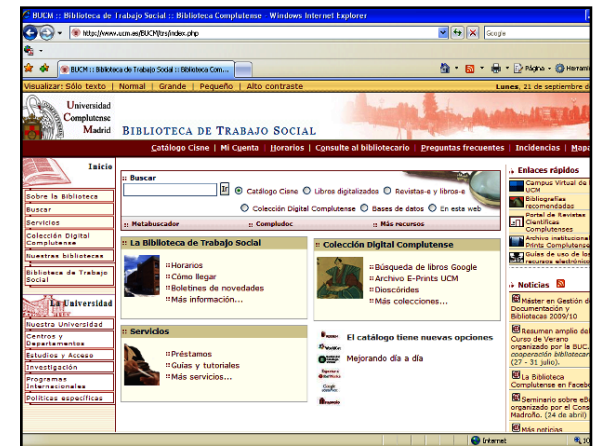 BUCM :: Biblioteca de Trabajo Social :: Biblioteca Complutense - Windows Internet Explorer
http://www.ucm.es/BUCM/trs/index.php
Google
BUCM :: Biblioteca de Trabajo Social :: Biblioteca Com...
Página
Herrami
Visualizar: Sólo texto | Normal | Grande | Pequeño | Alto contraste
Lunes, 21 de septiembre d
Universidad
Complutense
Madrid
BIBLIOTECA DE TRABAJO SOCIAL
Catálogo Cisne | Mi Cuenta | Horarios | Consulte al bibliotecario | Preguntas frecuentes | Incidencias | Mapa
Inicio
Sobre la Biblioteca
Buscar
Servicios
Colección Digital
Complutense
Nuestras bibliotecas
Biblioteca de Trabajo
Social
La Universidad
Nuestra Universidad
Centros y
Departamentos
Estudios y Acceso
Investigación
Programas
Internacionales
Políticas específicas
:: Buscar
Ir
Catálogo Cisne
Libros digitalizados
Revistas-e y libros-e
Colección Digital Complutense
Bases de datos
En esta web
:: Metabuscador
:: Compludoc
:: Más recursos
:: La Biblioteca de Trabajo Social
::Horarios
::Cómo llegar
::Boletines de novedades
::Más información...
:: Colección Digital Complutense
::Búsqueda de libros Google
::Archivo E-Prints UCM
::Dioscórides
::Más colecciones...
:: Servicios
::Préstamos
::Guías y tutoriales
::Más servicios...
El catálogo tiene nuevas opciones
Mejorando día a día
Enlaces rápidos
Campus Virtual de la
UCM
Bibliografías
recomendadas
Portal de Revistas
Científicas
Complutenses
Archivo institucional
Prints Complutense
Guías de uso de los
recursos electrónicos
Noticias
Máster en Gestión de
Documentación y
Bibliotecas 2009/10
Resumen amplio del
Curso de Verano
organizado por la BUC,
cooperación bibliotecar
(27 - 31 julio).
La Biblioteca
Complutense en Faceb
Seminario sobre eBo
organizado por el Cons
Madroño. (24 de abril)
Más noticias
Internet